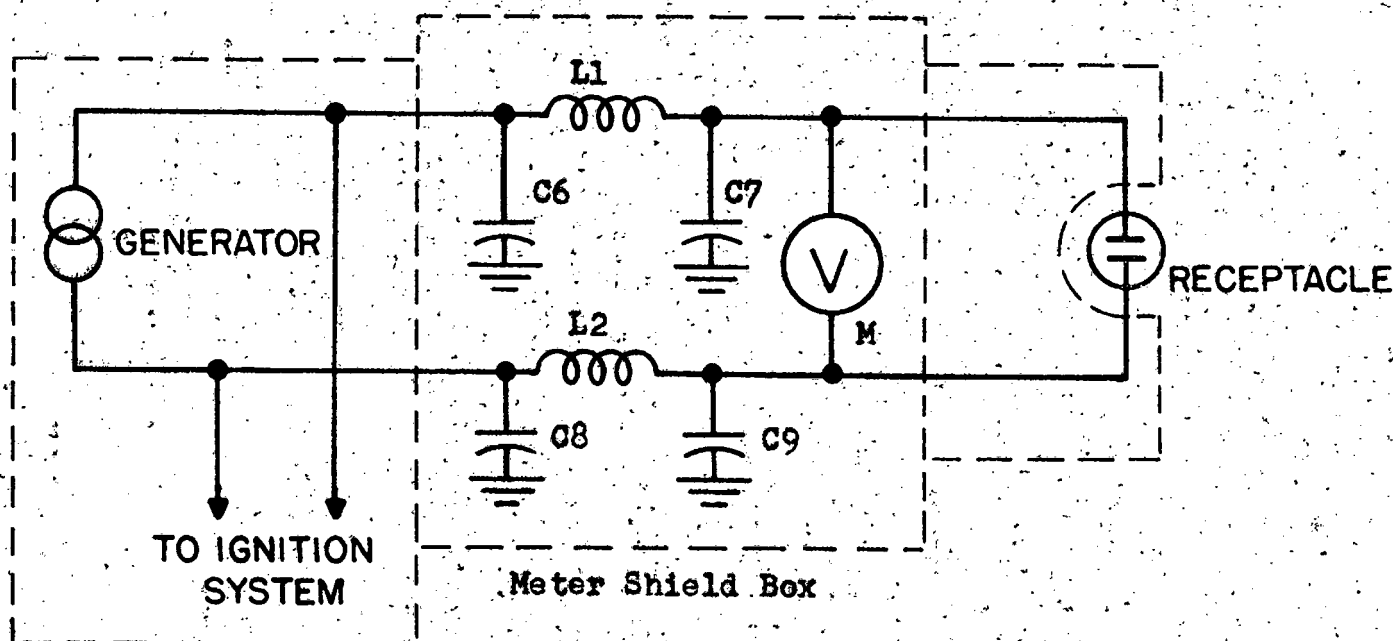 L1
C6
C7
GENERATOR
V
RECEPTACLE
L2
M
C8
C9
TO IGNITION
SYSTEM
Meter Shield Box